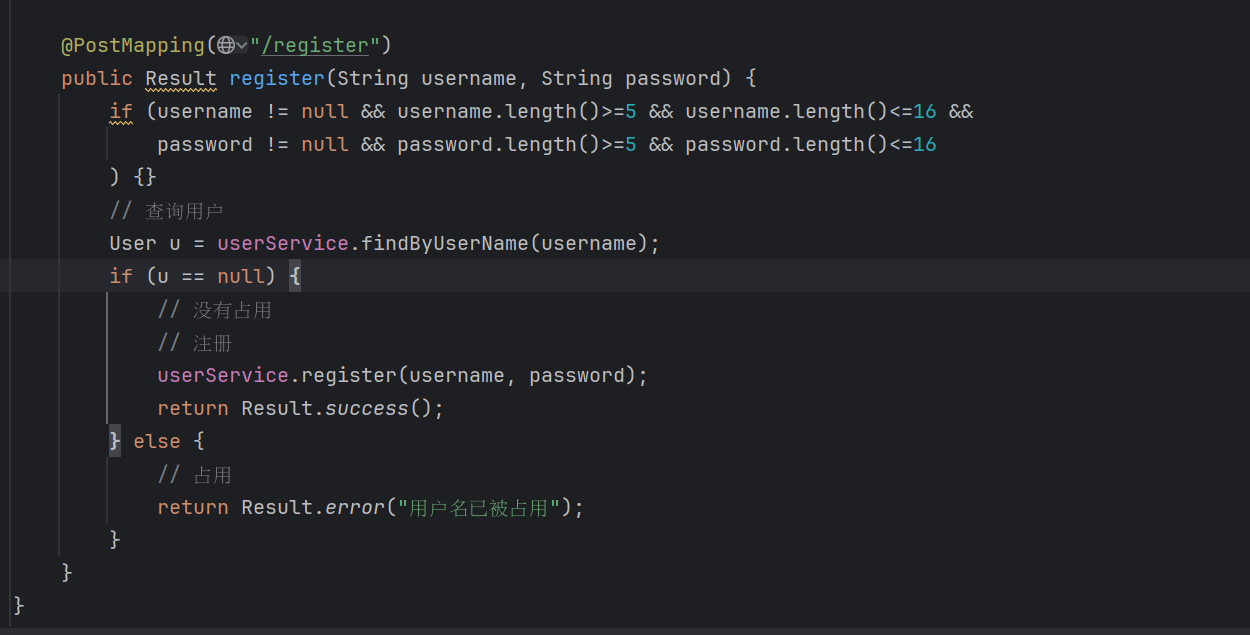 @PostMapping("/register")
public Result register(String username, String password) {
if (username != null && username.length()>=5 && username.length()<=16 &&
password != null && password.length()>=5 && password.length()<=16
) {}
// 查询用户
User u = userService.findByUserName(username);
if (u == null) {
// 没有占用
// 注册
userService.register(username, password);
return Result.success();
} else {
// 占用
return Result.error("用户名已被占用");
}
}
}